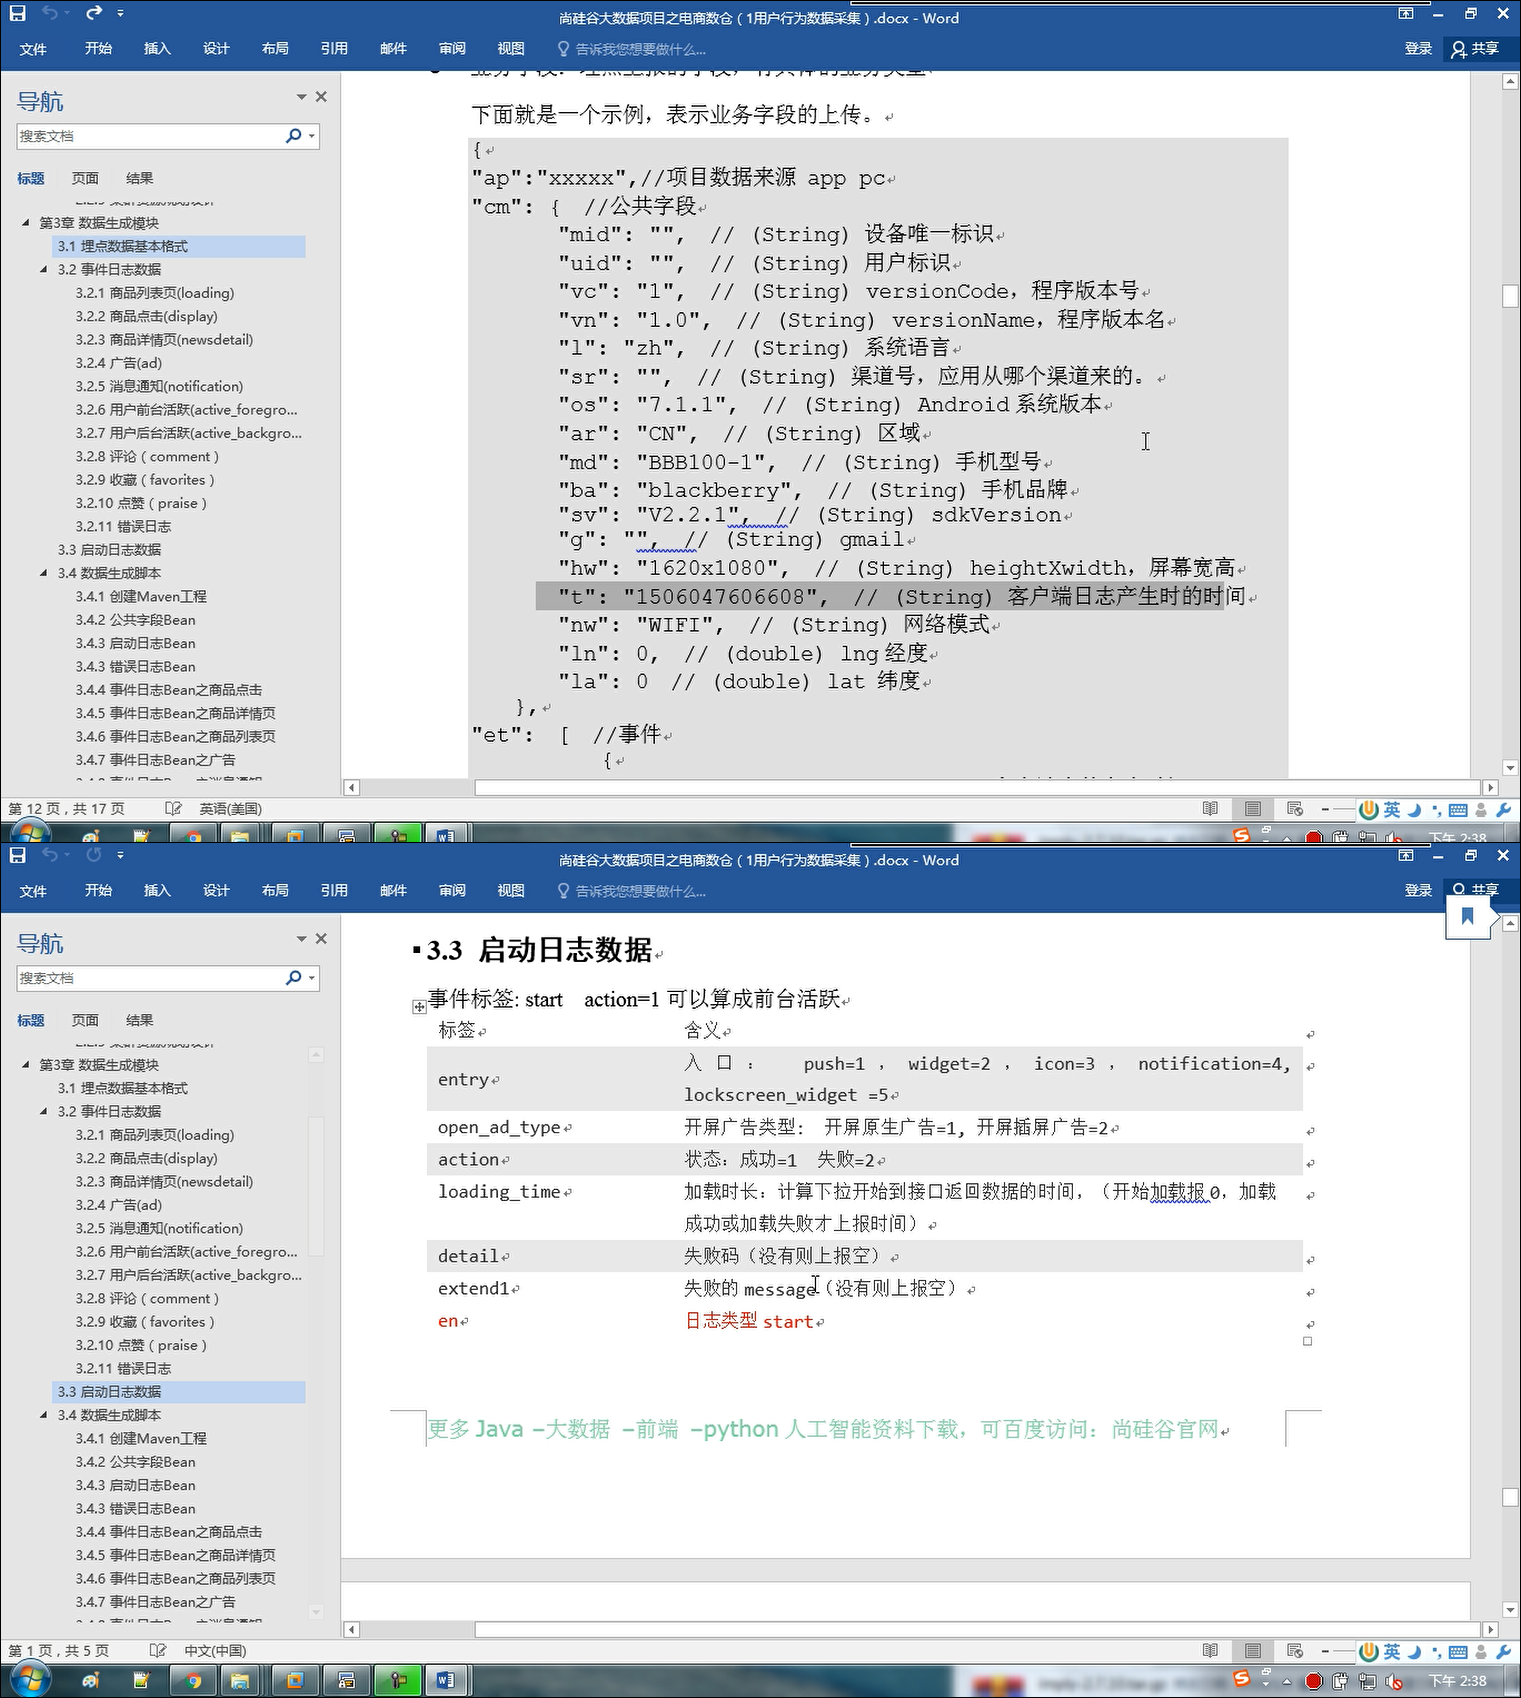 尚硅谷大数据项目之电商数仓（1用户行为数据采集）.docx - Word
文件 开始 插入 设计 布局 引用 邮件 审阅 视图 告诉我您想要做什么... 登录 共享
导航
搜索文档
标题 页面 结果
第3章 数据生成模块
3.1 埋点数据基本格式
3.2 事件日志数据
3.2.1 商品列表页(loading)
3.2.2 商品点击(display)
3.2.3 商品详情页(newsdetail)
3.2.4 广告(ad)
3.2.5 消息通知(notification)
3.2.6 用户前台活跃(active_foregro...
3.2.7 用户后台活跃(active_backgro...
3.2.8 评论（comment）
3.2.9 收藏（favorites）
3.2.10 点赞（praise）
3.2.11 错误日志
3.3 启动日志数据
3.4 数据生成脚本
3.4.1 创建Maven工程
3.4.2 公共字段Bean
3.4.3 启动日志Bean
3.4.3 错误日志Bean
3.4.4 事件日志Bean之商品点击
3.4.5 事件日志Bean之商品详情页
3.4.6 事件日志Bean之商品列表页
3.4.7 事件日志Bean之广告
下面就是一个示例，表示业务字段的上传。
{
"ap":"xxxxx",//项目数据来源 app pc
"cm": { //公共字段
"mid": "", // (String) 设备唯一标识
"uid": "", // (String) 用户标识
"vc": "1", // (String) versionCode，程序版本号
"vn": "1.0", // (String) versionName，程序版本名
"l": "zh", // (String) 系统语言
"sr": "", // (String) 渠道号，应用从哪个渠道来的。
"os": "7.1.1", // (String) Android系统版本
"ar": "CN", // (String) 区域
"md": "BBB100-1", // (String) 手机型号
"ba": "blackberry", // (String) 手机品牌
"sv": "V2.2.1", // (String) sdkVersion
"g": "", // (String) gmail
"hw": "1620x1080", // (String) heightXwidth，屏幕宽高
"t": "1506047606608", // (String) 客户端日志产生时的时间
"nw": "WIFI", // (String) 网络模式
"ln": 0, // (double) lng经度
"la": 0 // (double) lat 纬度
},
"et": [ //事件
{
第 12 页，共 17 页 英语(美国)
英
下午 2:38
尚硅谷大数据项目之电商数仓（1用户行为数据采集）.docx - Word
文件 开始 插入 设计 布局 引用 邮件 审阅 视图 告诉我您想要做什么... 登录 共享
导航
搜索文档
标题 页面 结果
第3章 数据生成模块
3.1 埋点数据基本格式
3.2 事件日志数据
3.2.1 商品列表页(loading)
3.2.2 商品点击(display)
3.2.3 商品详情页(newsdetail)
3.2.4 广告(ad)
3.2.5 消息通知(notification)
3.2.6 用户前台活跃(active_foregro...
3.2.7 用户后台活跃(active_backgro...
3.2.8 评论（comment）
3.2.9 收藏（favorites）
3.2.10 点赞（praise）
3.2.11 错误日志
3.3 启动日志数据
3.4 数据生成脚本
3.4.1 创建Maven工程
3.4.2 公共字段Bean
3.4.3 启动日志Bean
3.4.3 错误日志Bean
3.4.4 事件日志Bean之商品点击
3.4.5 事件日志Bean之商品详情页
3.4.6 事件日志Bean之商品列表页
3.4.7 事件日志Bean之广告
3.3 启动日志数据
事件标签: start action=1 可以算成前台活跃
标签 含义
entry 入口： push=1， widget=2， icon=3， notification=4,
lockscreen_widget =5
open_ad_type 开屏广告类型: 开屏原生广告=1, 开屏插屏广告=2
action 状态：成功=1 失败=2
loading_time 加载时长：计算下拉开始到接口返回数据的时间，（开始加载报0，加载
成功或加载失败才上报时间）
detail 失败码（没有则上报空）
extend1 失败的 message（没有则上报空）
en 日志类型 start
更多 Java –大数据 –前端 –python 人工智能资料下载，可百度访问：尚硅谷官网
第 1 页，共 5 页 中文(中国)
英
下午 2:38